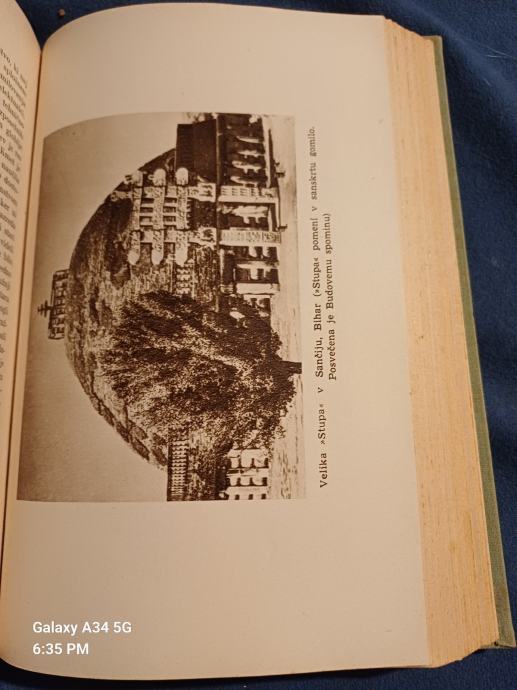 Velika »Stupa« v Sančiju, Bihar (»Stupa« pomeni v sanskrtu gomilo.
Posvečena je Budovemu spominu)
Galaxy A34 5G
6:35 PM